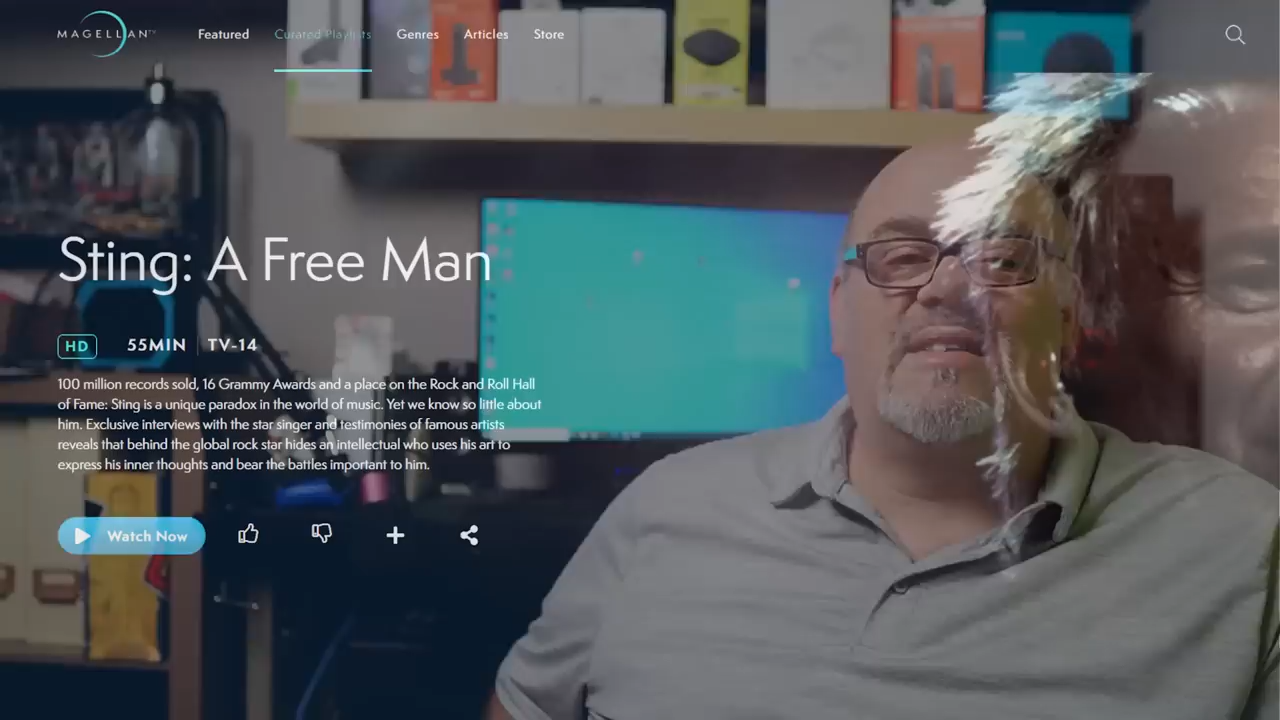 MAGELLAN TV
Featured
Curated Playlists
Genres
Articles
Store
Sting: A Free Man
HD
55MIN
TV-14
100 million records sold, 16 Grammy Awards and a place on the Rock and Roll Hall
of Fame: Sting is a unique paradox in the world of music. Yet we know so little about
him. Exclusive interviews with the star singer and testimonies of famous artists
reveals that behind the global rock star hides an intellectual who uses his art to
express his inner thoughts and bear the battles important to him.
Watch Now